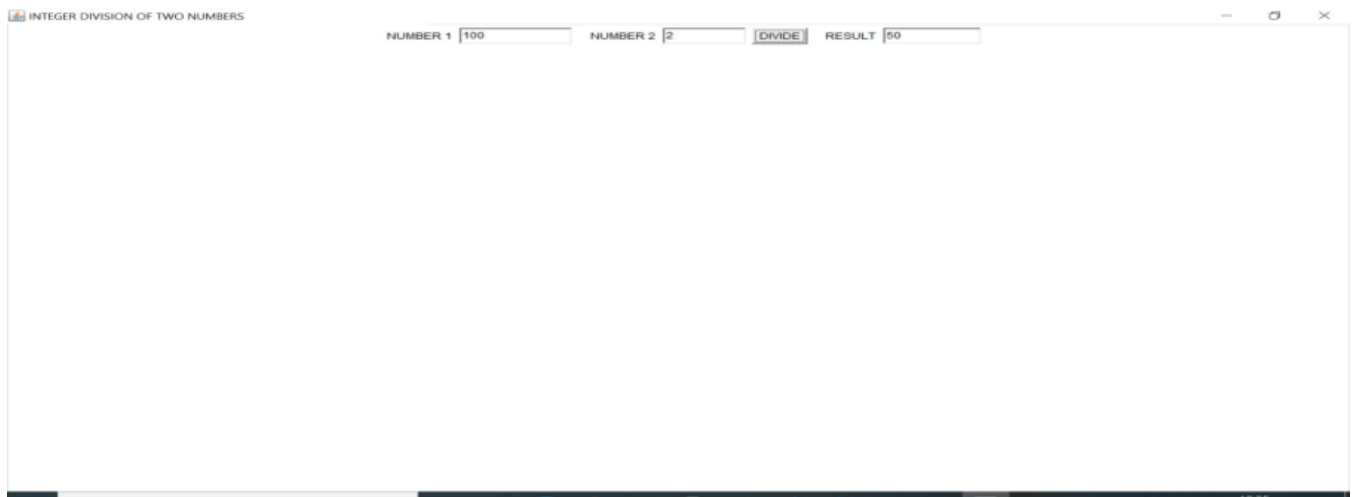 INTEGER DIVISION OF TWO NUMBERS
NUMBER 1 100 NUMBER 2 2 DIVIDE RESULT 50